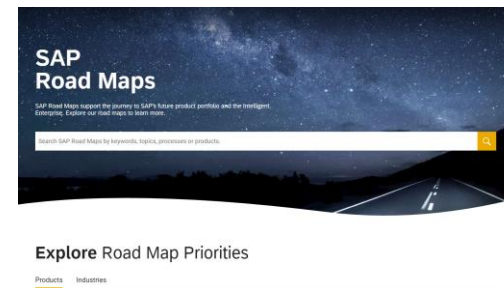 SAP
Road Maps
SAP Road Maps support the journey to SAP's future product portfolio and the Intelligent
Enterprise. Explore our road maps to learn more.
Search SAP Road Maps by keywords, topics, processes or products.
Explore Road Map Priorities
Products Industries